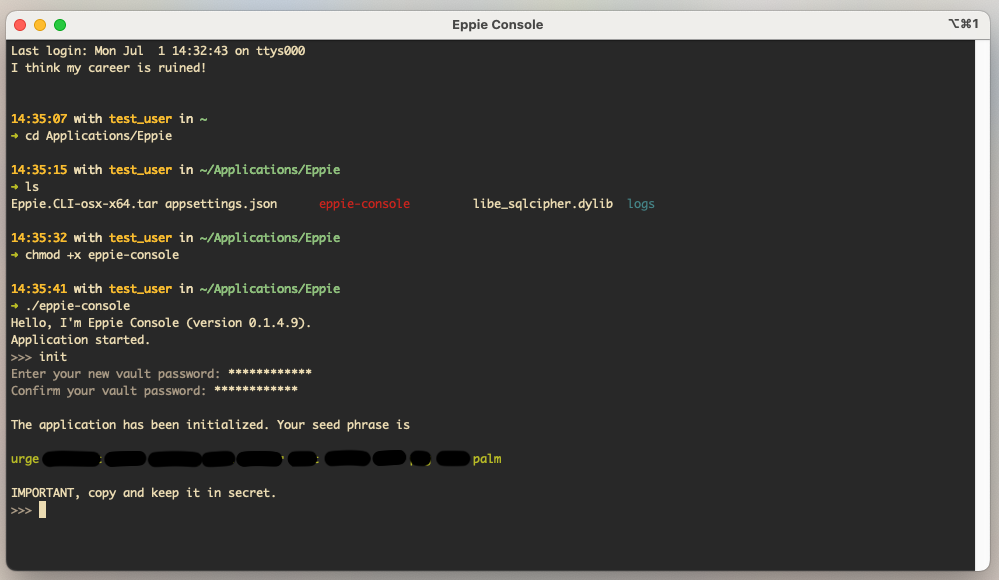 Eppie Console
⌥⌘1
Last login: Mon Jul  1 14:32:43 on ttys000
I think my career is ruined!
14:35:07 with test_user in ~
→ cd Applications/Eppie
14:35:15 with test_user in ~/Applications/Eppie
→ ls
Eppie.CLI-osx-x64.tar appsettings.json      eppie-console         libe_sqlcipher.dylib  logs
14:35:32 with test_user in ~/Applications/Eppie
→ chmod +x eppie-console
14:35:41 with test_user in ~/Applications/Eppie
→ ./eppie-console
Hello, I'm Eppie Console (version 0.1.4.9).
Application started.
>>> init
Enter your new vault password: ************
Confirm your vault password: ************
The application has been initialized. Your seed phrase is
urge palm
IMPORTANT, copy and keep it in secret.
>>>